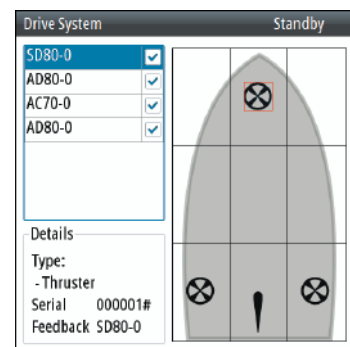 Drive System Standby
SD80-0
AD80-0
AC70-0
AD80-0
Details
Type:
- Thruster
Serial 000001#
Feedback SD80-0